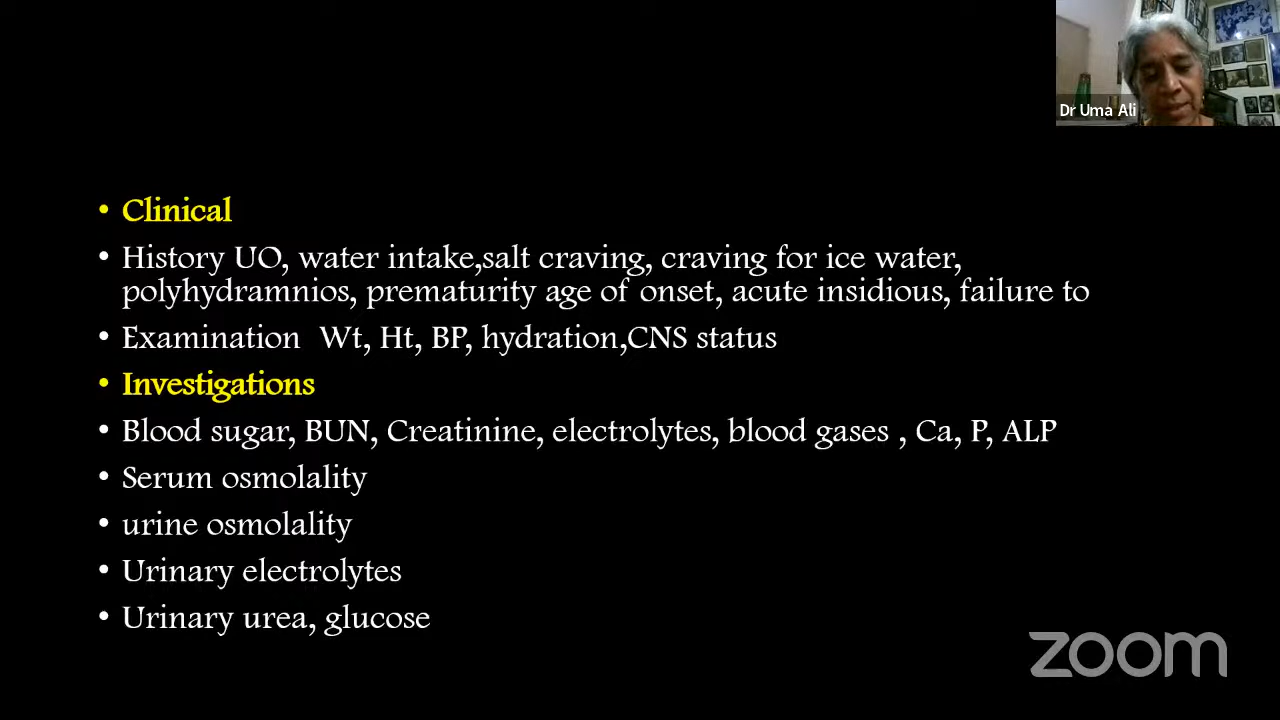 Dr Uma Ali
• Clinical
• History UO, water intake,salt craving, craving for ice water,
polyhydramnios, prematurity age of onset, acute insidious, failure to
• Examination  Wt, Ht, BP, hydration,CNS status
• Investigations
• Blood sugar, BUN, Creatinine, electrolytes, blood gases , Ca, P, ALP
• Serum osmolality
• urine osmolality
• Urinary electrolytes
• Urinary urea, glucose
zoom